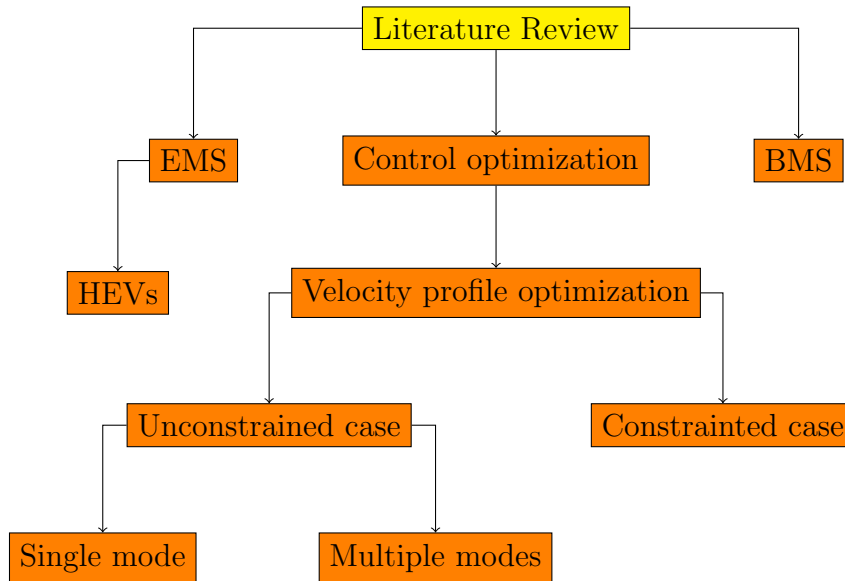 Literature Review
EMS
Control optimization
BMS
HEVs
Velocity profile optimization
Unconstrained case
Constrainted case
Single mode
Multiple modes